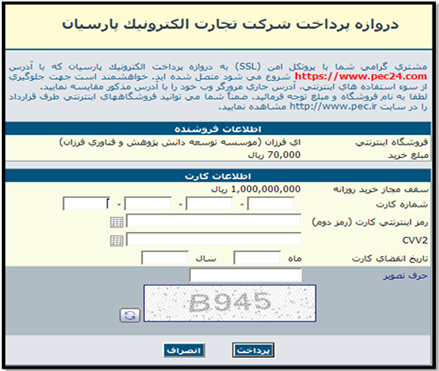 دروازه پرداخت شرکت تجارت الکترونیک پارسیان
مشتری گرامی شما با پروتکل امن (SSL) به دروازه پرداخت الکترونیک پارسیان که با آدرس
https://www.pec24.com شروع می شود متصل شده اید. خواهشمند است جهت جلوگیری
از سوء استفاده های اینترنتی، آدرس جاری مرورگر وب خود را با آدرس مذکور مقایسه نمایید.
لطفا به نام فروشگاه و مبلغ توجه فرمائید. ضمناً شما می توانید فروشگاههای اینترنتی طرف قرارداد
را در سایت http://www.pec.ir مشاهده نمایید.
اطلاعات فروشنده
فروشگاه اینترنتي ای فرزان (موسسه توسعه دانش پژوهش و فناوری فرزان)
مبلغ خرید 70,000 ریال
اطلاعات کارت
سقف مجاز خرید روزانه 1,000,000,000 ریال
شماره کارت - - -
رمز اینترنتي کارت (رمز دوم)
CVV2
تاریخ انقضای کارت ماه سال
حرف تصویر
B945
پرداخت انصراف